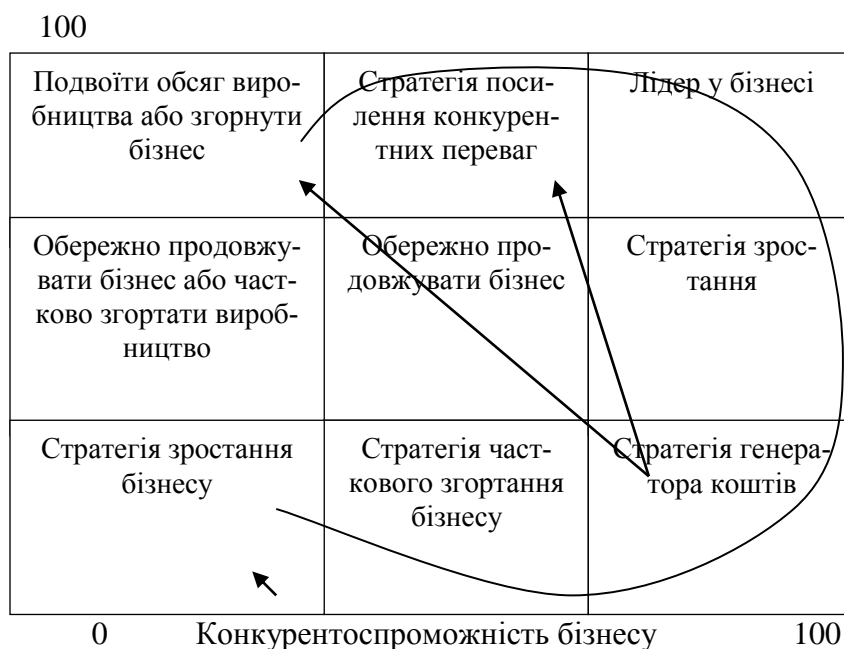 100
Подвоїти обсяг виро-
бництва або згорнути
бізнес
Стратегія поси-
лення конкурен-
тних переваг
Лідер у бізнесі
Обережно продовжу-
вати бізнес або част-
ково згортати вироб-
ництво
Обережно про-
довжувати бізнес
Стратегія зрос-
тання
Стратегія зростання
бізнесу
Стратегія част-
кового згортання
бізнесу
Стратегія генера-
тора коштів
0 Конкурентоспроможність бізнесу 100